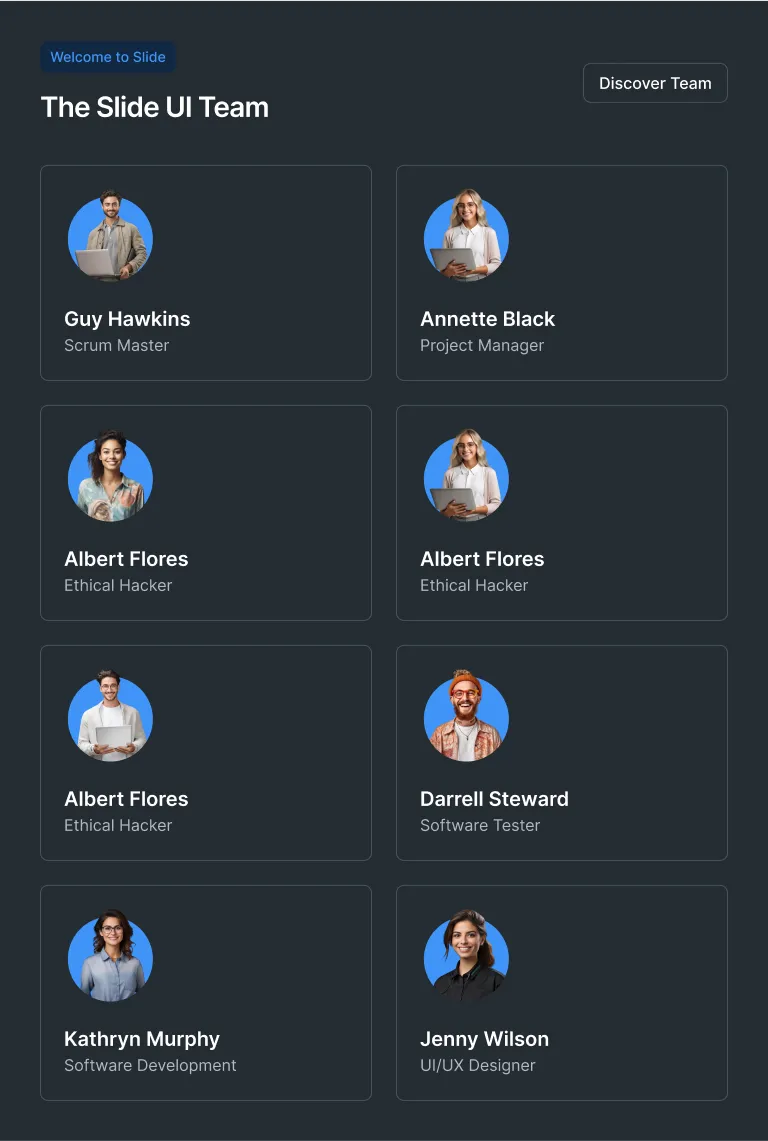 Welcome to Slide
The Slide UI Team
Discover Team
Guy Hawkins
Scrum Master
Annette Black
Project Manager
Albert Flores
Ethical Hacker
Albert Flores
Ethical Hacker
Albert Flores
Ethical Hacker
Darrell Steward
Software Tester
Kathryn Murphy
Software Development
Jenny Wilson
UI/UX Designer